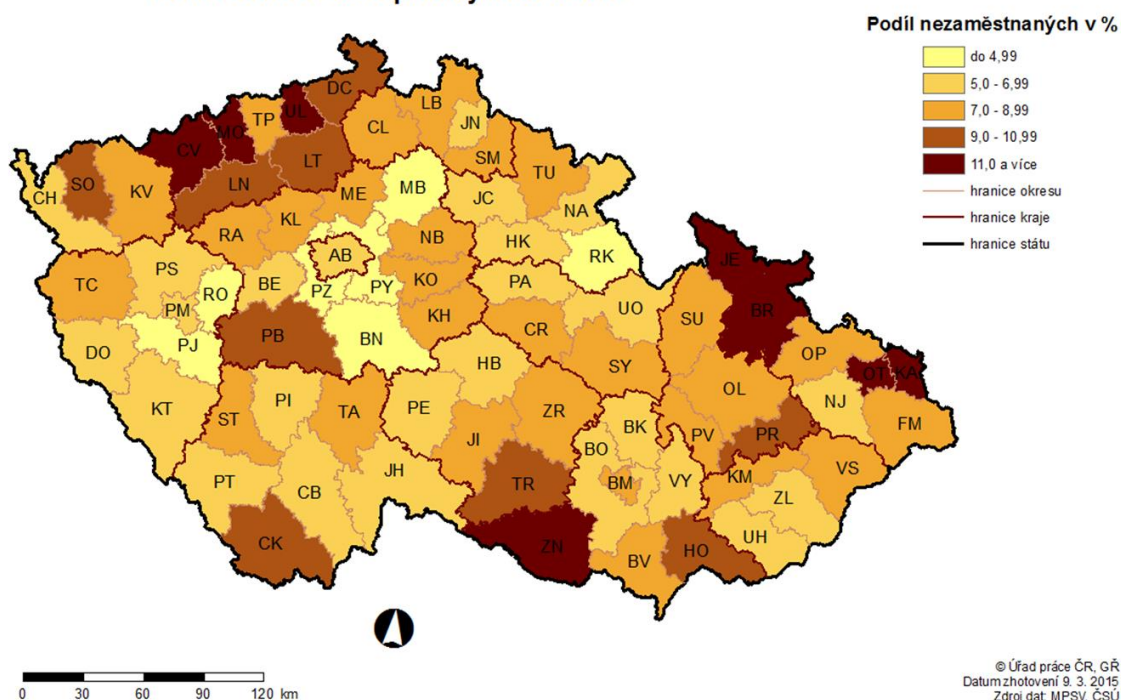 Podíl nezaměstnaných v %
do 4,99
5,0 - 6,99
7,0 - 8,99
9,0 - 10,99
11,0 a více
hranice okresu
hranice kraje
hranice státu
DC
LB
UL
TP
MO
CL
JN
CV
LT
SM
SO
KV
LN
TU
CH
ME
MB
JC
NA
KL
RA
NB
HK
AB
RK
PS
BE
KO
PA
TC
RO
PZ
PY
JE
PM
KH
UO
BR
SU
PB
BN
CR
DO
PJ
OP
HB
SY
OT
KA
OL
KT
PI
PE
NJ
ST
TA
ZR
FM
BK
JI
PV
PR
BO
VS
PT
CB
JH
TR
BM
VY
KM
ZL
CK
ZN
HO
UH
BV
0 30 60 90 120 km
© Úřad práce ČR, GŘ
Datum zhotovení 9. 3. 2015
Zdroj dat: MPSV, ČSÚ